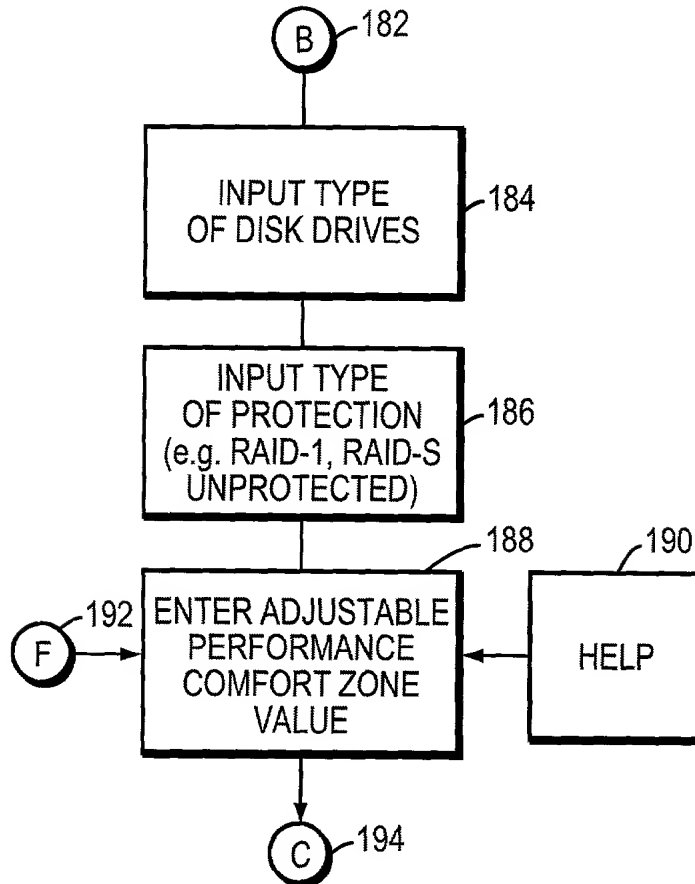 B 182
INPUT TYPE
OF DISK DRIVES
184
INPUT TYPE
OF PROTECTION
(e.g. RAID-1, RAID-S
UNPROTECTED)
186
188
190
192
F
ENTER ADJUSTABLE
PERFORMANCE
COMFORT ZONE
VALUE
HELP
C 194